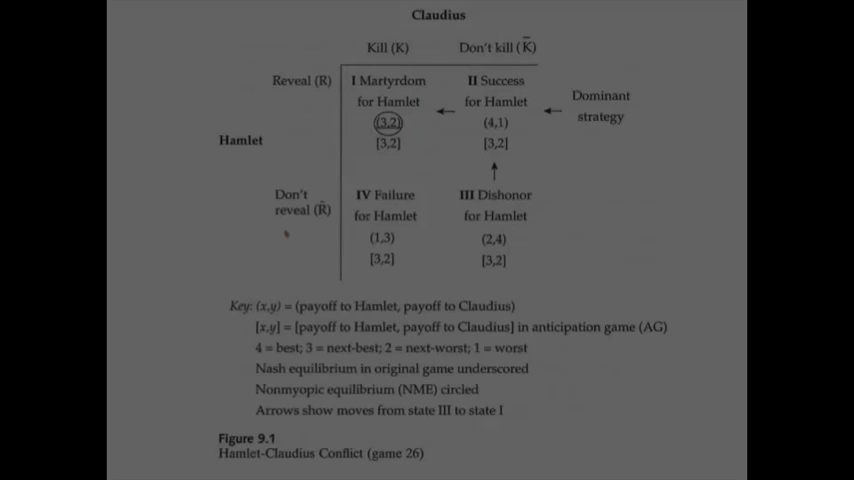 Claudius
Kill (K) Don't kill (K̄)
Reveal (R) I Martyrdom II Success
for Hamlet for Hamlet Dominant
(3,2) (4,1) strategy
[3,2] [3,2]
Hamlet
Don't IV Failure III Dishonor
reveal (R̄) for Hamlet for Hamlet
(1,3) (2,4)
[3,2] [3,2]
Key: (x,y) = (payoff to Hamlet, payoff to Claudius)
[x,y] = [payoff to Hamlet, payoff to Claudius] in anticipation game (AG)
4 = best; 3 = next-best; 2 = next-worst; 1 = worst
Nash equilibrium in original game underscored
Nonmyopic equilibrium (NME) circled
Arrows show moves from state III to state I
Figure 9.1
Hamlet-Claudius Conflict (game 26)